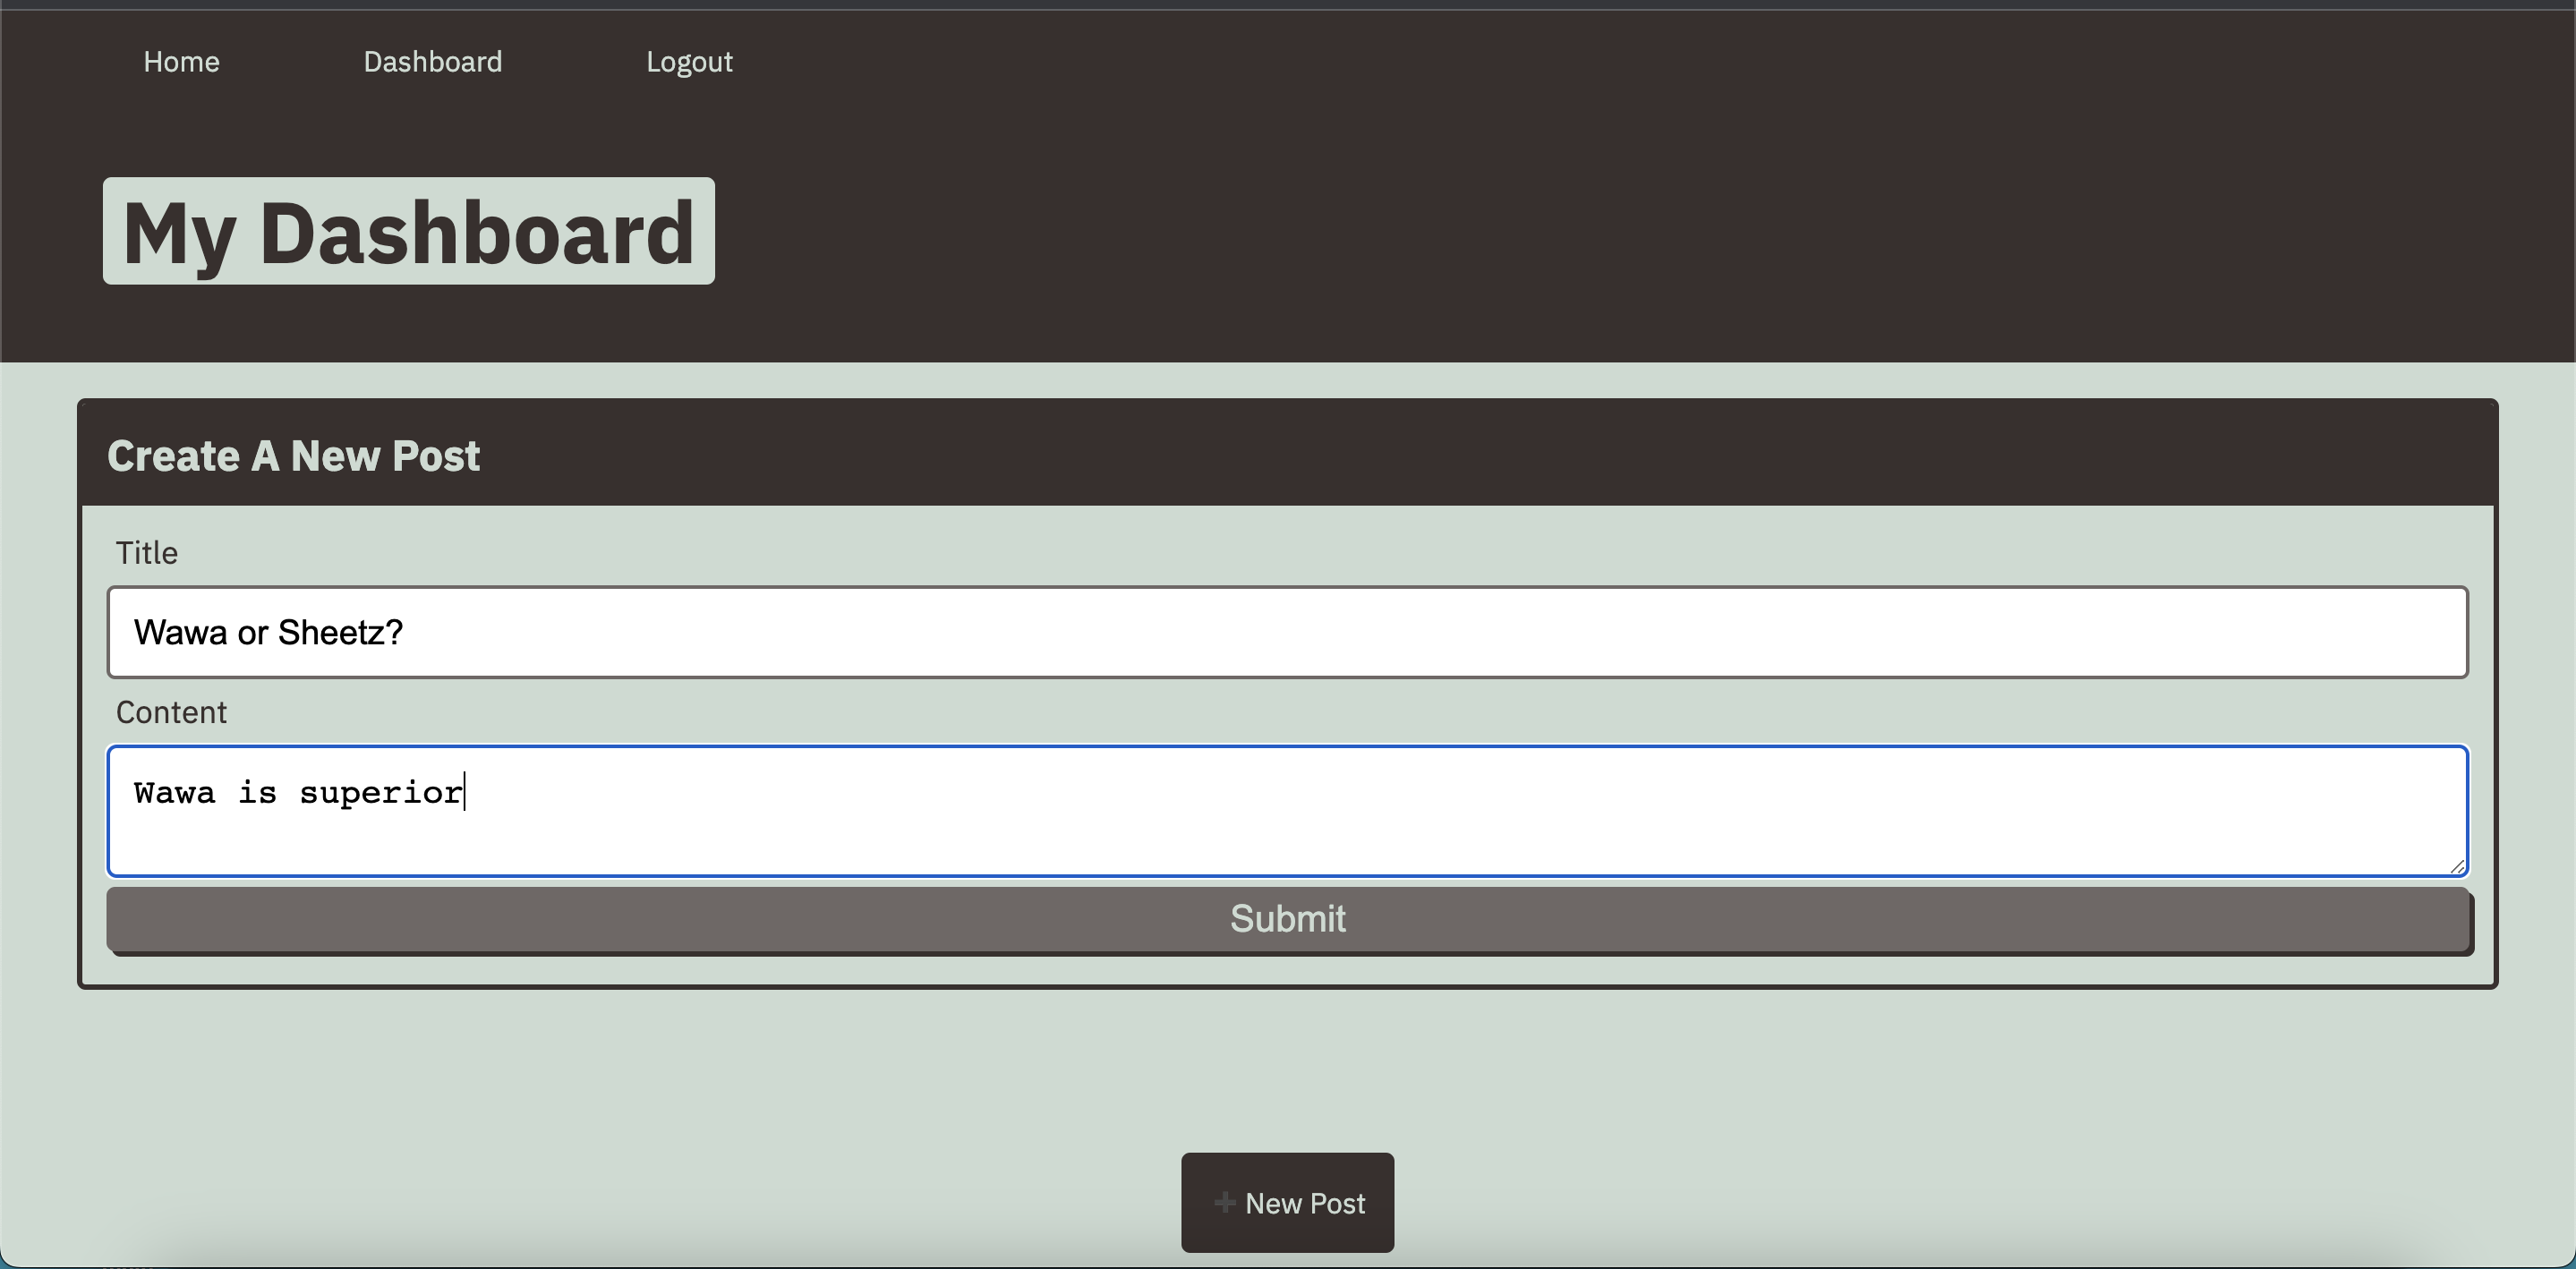 Home Dashboard Logout
My Dashboard
Create A New Post
Title
Wawa or Sheetz?
Content
Wawa is superior
Submit
New Post